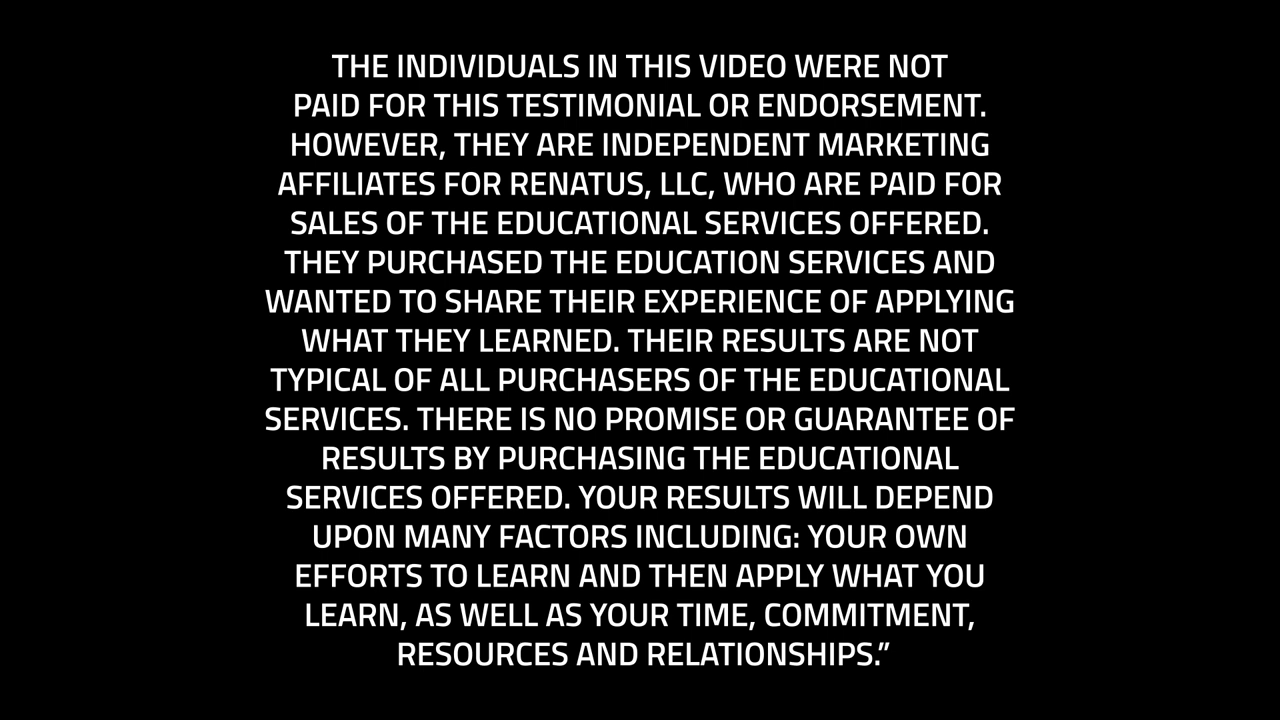 THE INDIVIDUALS IN THIS VIDEO WERE NOT
PAID FOR THIS TESTIMONIAL OR ENDORSEMENT.
HOWEVER, THEY ARE INDEPENDENT MARKETING
AFFILIATES FOR RENATUS, LLC, WHO ARE PAID FOR
SALES OF THE EDUCATIONAL SERVICES OFFERED.
THEY PURCHASED THE EDUCATION SERVICES AND
WANTED TO SHARE THEIR EXPERIENCE OF APPLYING
WHAT THEY LEARNED. THEIR RESULTS ARE NOT
TYPICAL OF ALL PURCHASERS OF THE EDUCATIONAL
SERVICES. THERE IS NO PROMISE OR GUARANTEE OF
RESULTS BY PURCHASING THE EDUCATIONAL
SERVICES OFFERED. YOUR RESULTS WILL DEPEND
UPON MANY FACTORS INCLUDING: YOUR OWN
EFFORTS TO LEARN AND THEN APPLY WHAT YOU
LEARN, AS WELL AS YOUR TIME, COMMITMENT,
RESOURCES AND RELATIONSHIPS.”